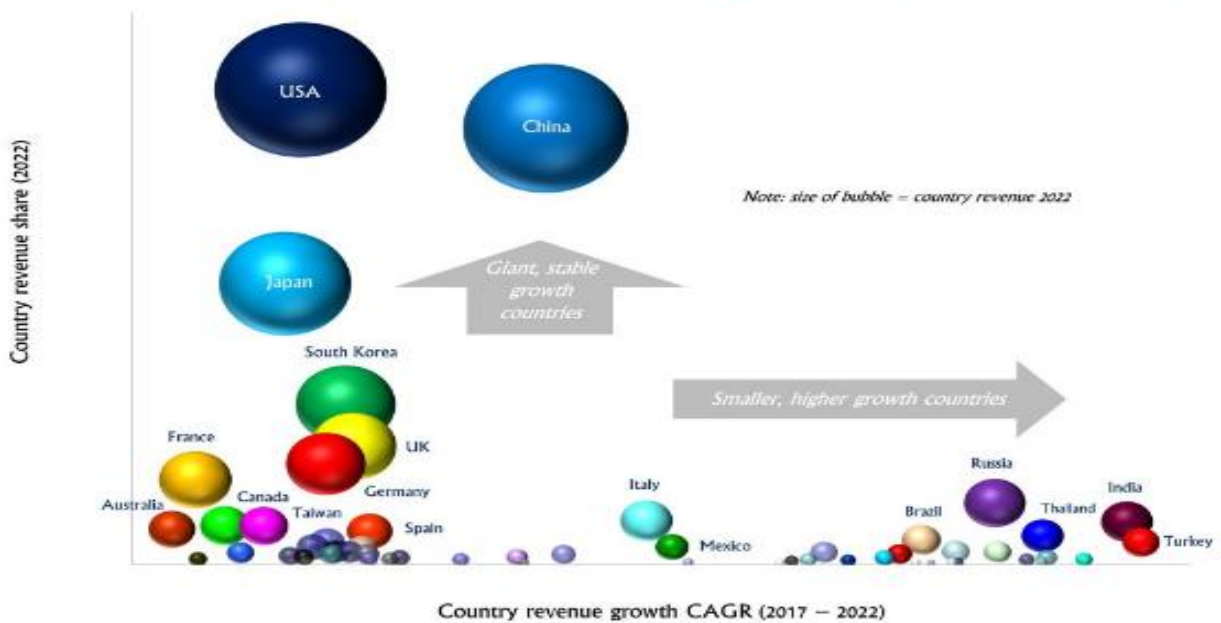 USA
China
Note: size of bubble = country revenue 2022
Country revenue share (2022)
Giant, stable
growth
countries
Japan
South Korea
Smaller, higher growth countries
France
UK
Italy
Russia
Germany
India
Australia
Canada
Taiwan
Spain
Mexico
Brazil
Thailand
Turkey
Country revenue growth CAGR (2017 – 2022)